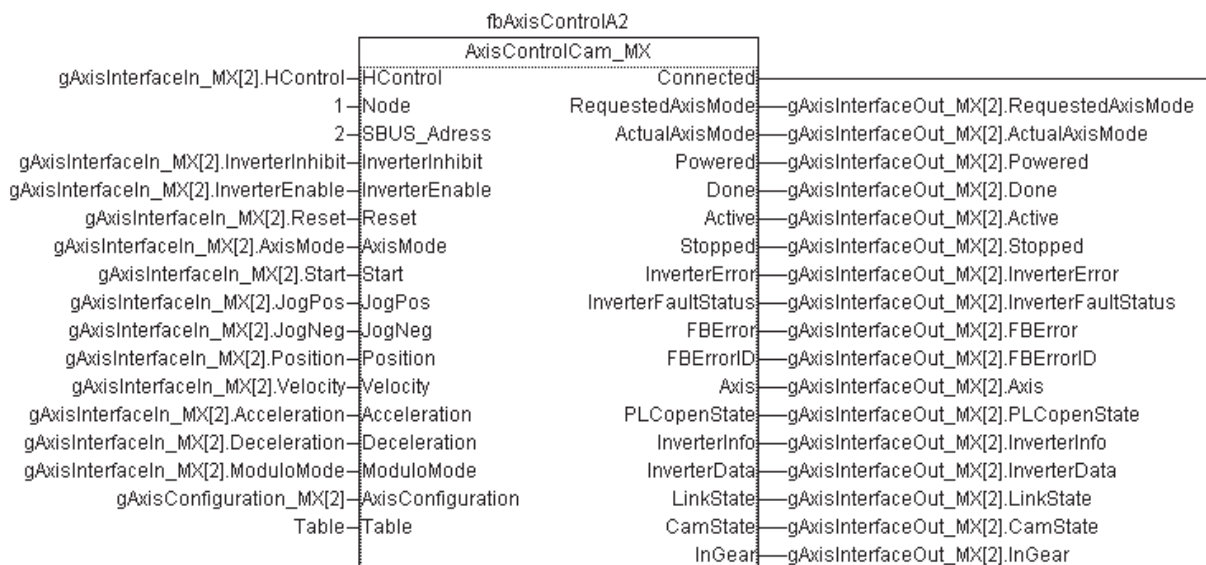 fbAxisControlA2
AxisControlCam_MX
gAxisInterfaceIn_MX[2].HControl HControl Connected
1 Node RequestedAxisMode gAxisInterfaceOut_MX[2].RequestedAxisMode
2 SBUS_Adress ActualAxisMode gAxisInterfaceOut_MX[2].ActualAxisMode
gAxisInterfaceIn_MX[2].InverterInhibit InverterInhibit Powered gAxisInterfaceOut_MX[2].Powered
gAxisInterfaceIn_MX[2].InverterEnable InverterEnable Done gAxisInterfaceOut_MX[2].Done
gAxisInterfaceIn_MX[2].Reset Reset Active gAxisInterfaceOut_MX[2].Active
gAxisInterfaceIn_MX[2].AxisMode AxisMode Stopped gAxisInterfaceOut_MX[2].Stopped
gAxisInterfaceIn_MX[2].Start Start InverterError gAxisInterfaceOut_MX[2].InverterError
gAxisInterfaceIn_MX[2].JogPos JogPos InverterFaultStatus gAxisInterfaceOut_MX[2].InverterFaultStatus
gAxisInterfaceIn_MX[2].JogNeg JogNeg FBError gAxisInterfaceOut_MX[2].FBError
gAxisInterfaceIn_MX[2].Position Position FBErrorID gAxisInterfaceOut_MX[2].FBErrorID
gAxisInterfaceIn_MX[2].Velocity Velocity Axis gAxisInterfaceOut_MX[2].Axis
gAxisInterfaceIn_MX[2].Acceleration Acceleration PLCopenState gAxisInterfaceOut_MX[2].PLCopenState
gAxisInterfaceIn_MX[2].Deceleration Deceleration InverterInfo gAxisInterfaceOut_MX[2].InverterInfo
gAxisInterfaceIn_MX[2].ModuloMode ModuloMode InverterData gAxisInterfaceOut_MX[2].InverterData
gAxisConfiguration_MX[2] AxisConfiguration LinkState gAxisInterfaceOut_MX[2].LinkState
Table Table CamState gAxisInterfaceOut_MX[2].CamState
InGear gAxisInterfaceOut_MX[2].InGear